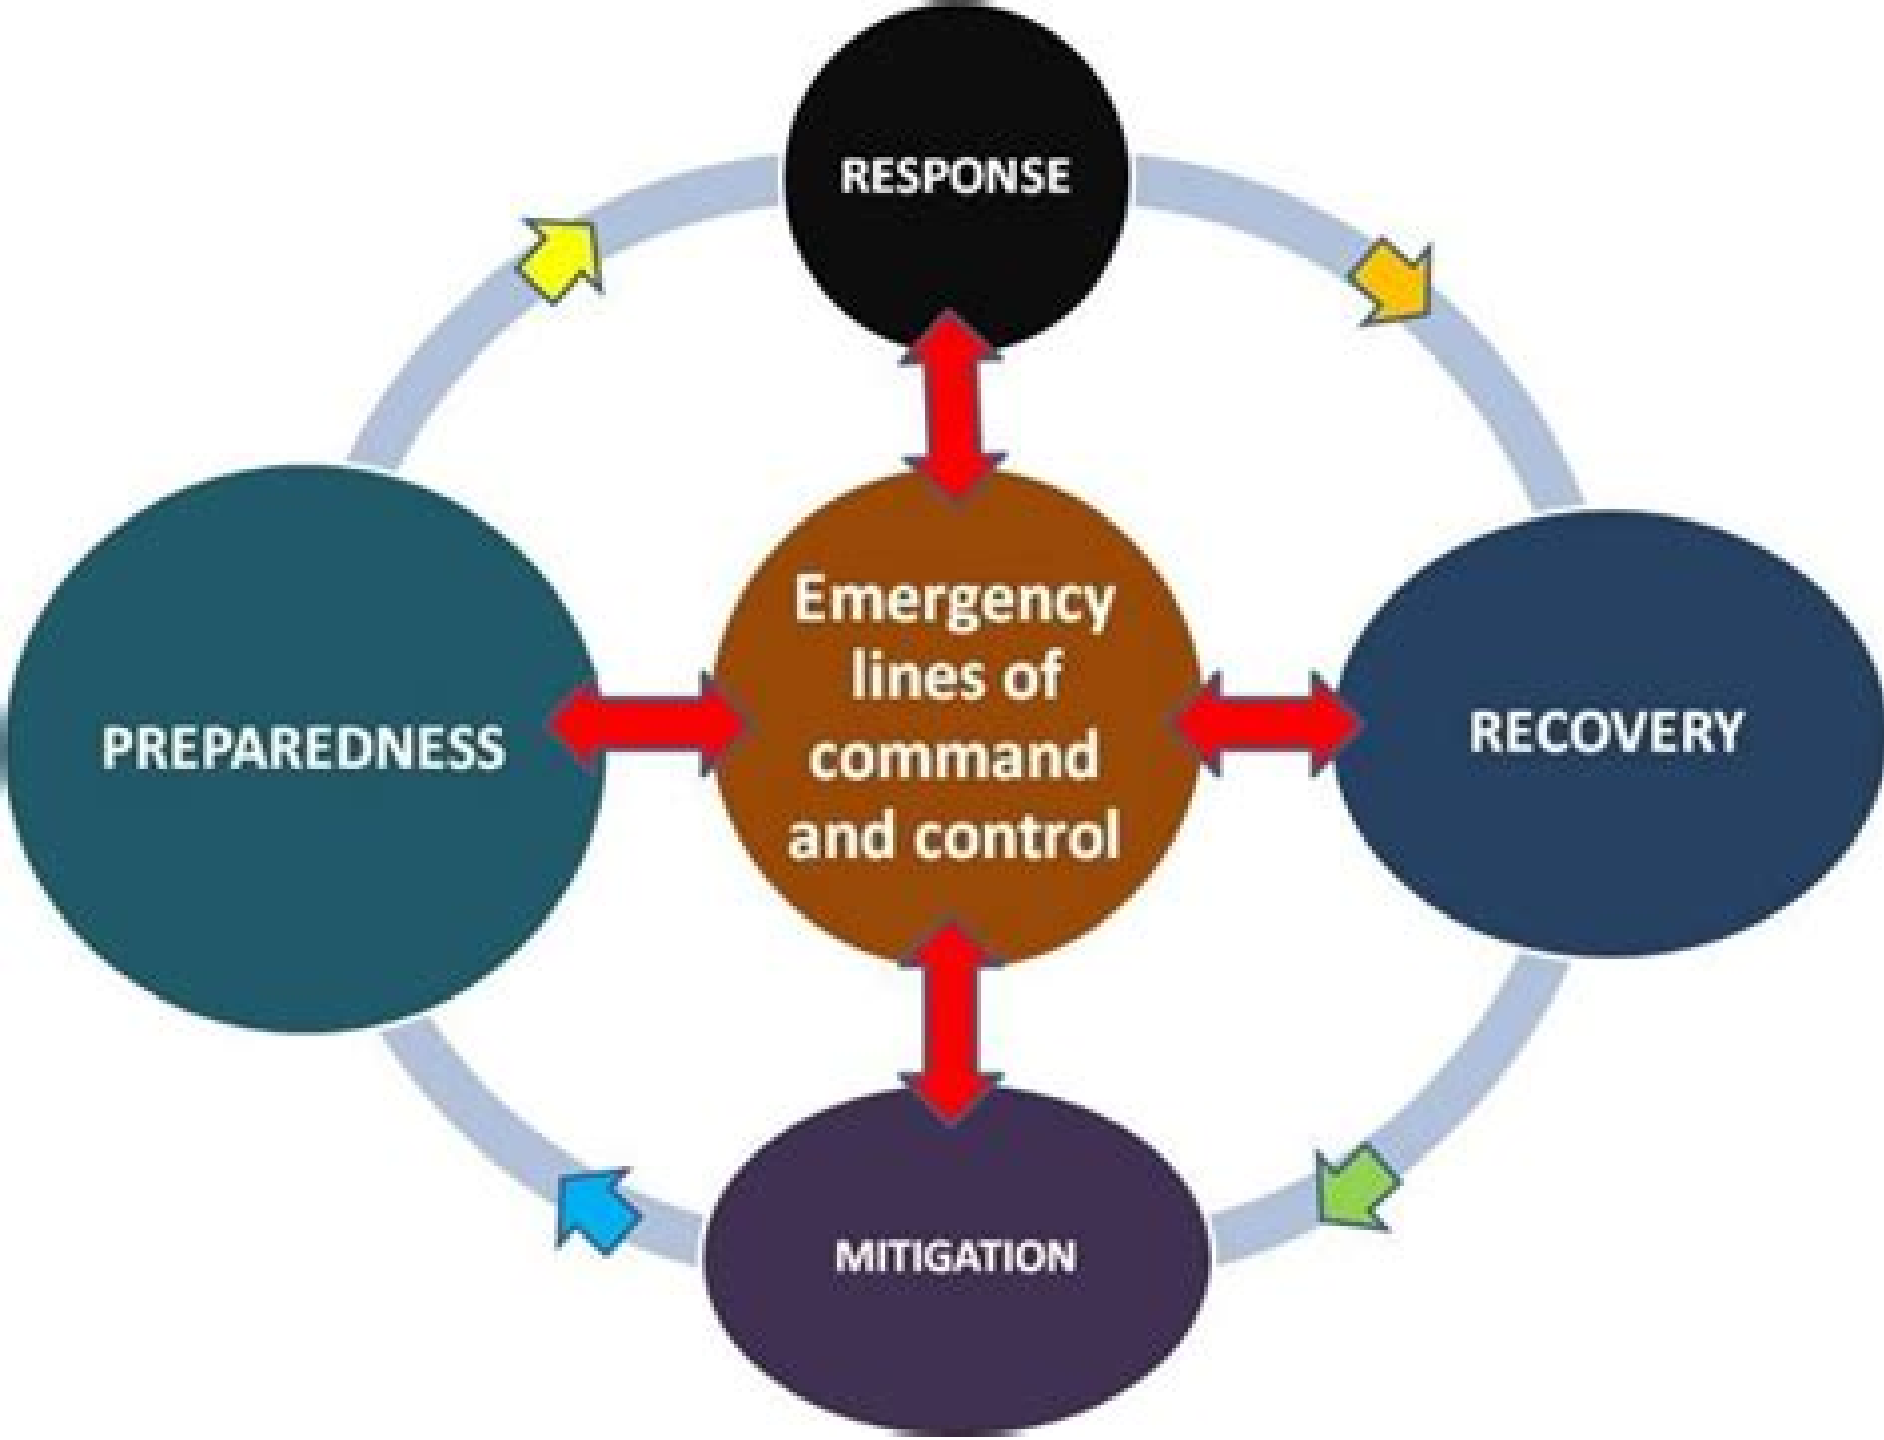 RESPONSE
PREPAREDNESS
Emergency
lines of
command
and control
RECOVERY
MITIGATION